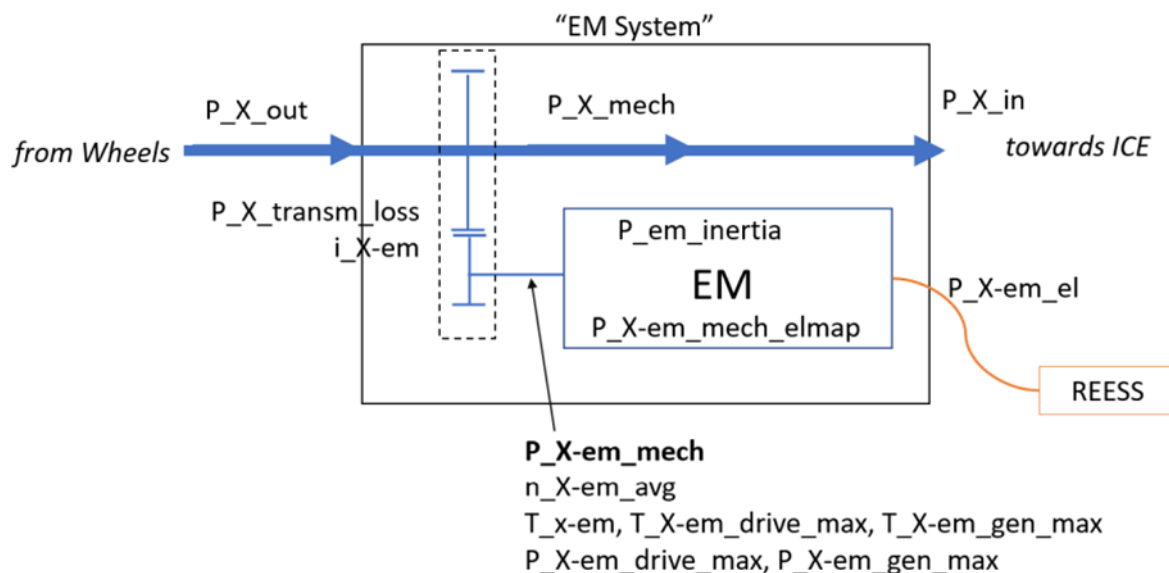 “EM System”
P_X_out
P_X_mech
P_X_in
from Wheels
towards ICE
P_X_transm_loss
i_X-em
P_em_inertia
EM
P_X-em_mech_elmap
P_X-em_el
REESS
P_X-em_mech
n_X-em_avg
T_x-em, T_X-em_drive_max, T_X-em_gen_max
P_X-em_drive_max, P_X-em_gen_max